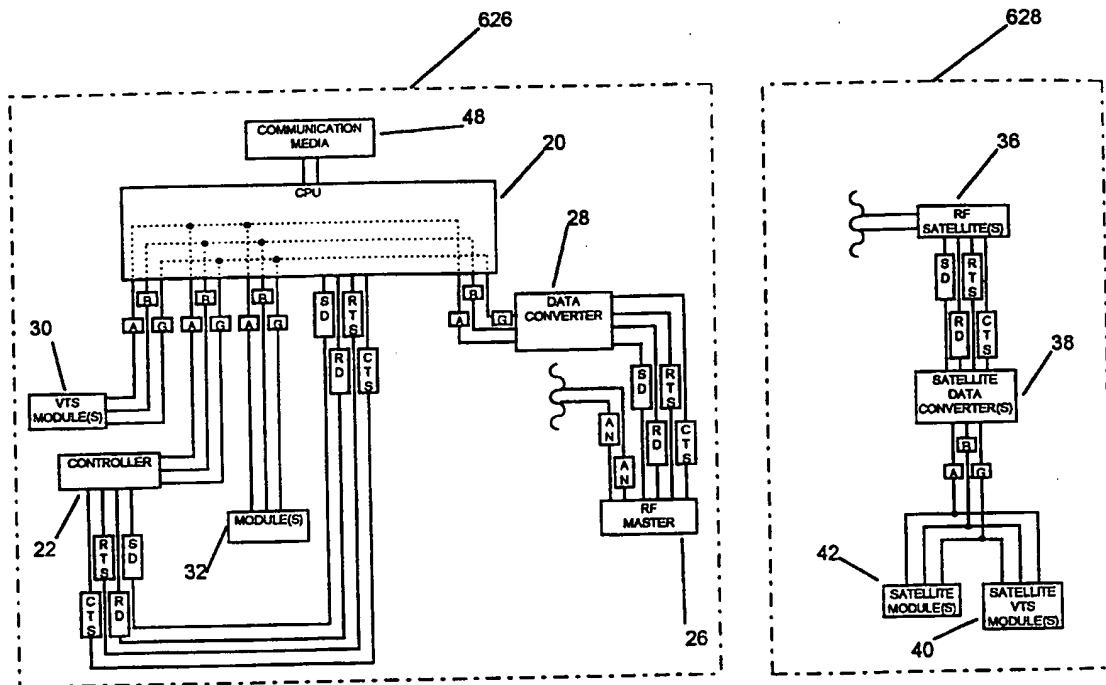 626
628
COMMUNICATION
MEDIA
48
20
CPU
36
RF
SATELLITE(S)
28
DATA
CONVERTER
A
B
G
A
B
G
A
B
G
SD
RD
RTS
CTS
A
B
G
30
VTS
MODULE(S)
SD
RD
RTS
CTS
SD
RD
RTS
CTS
38
SATELLITE
DATA
CONVERTER(S)
AN
AN
CONTROLLER
22
MODULE(S)
32
RF
MASTER
26
CTS
RTS
RD
SD
A
B
G
42
SATELLITE
MODULE(S)
SATELLITE
VTS
MODULE(S)
40